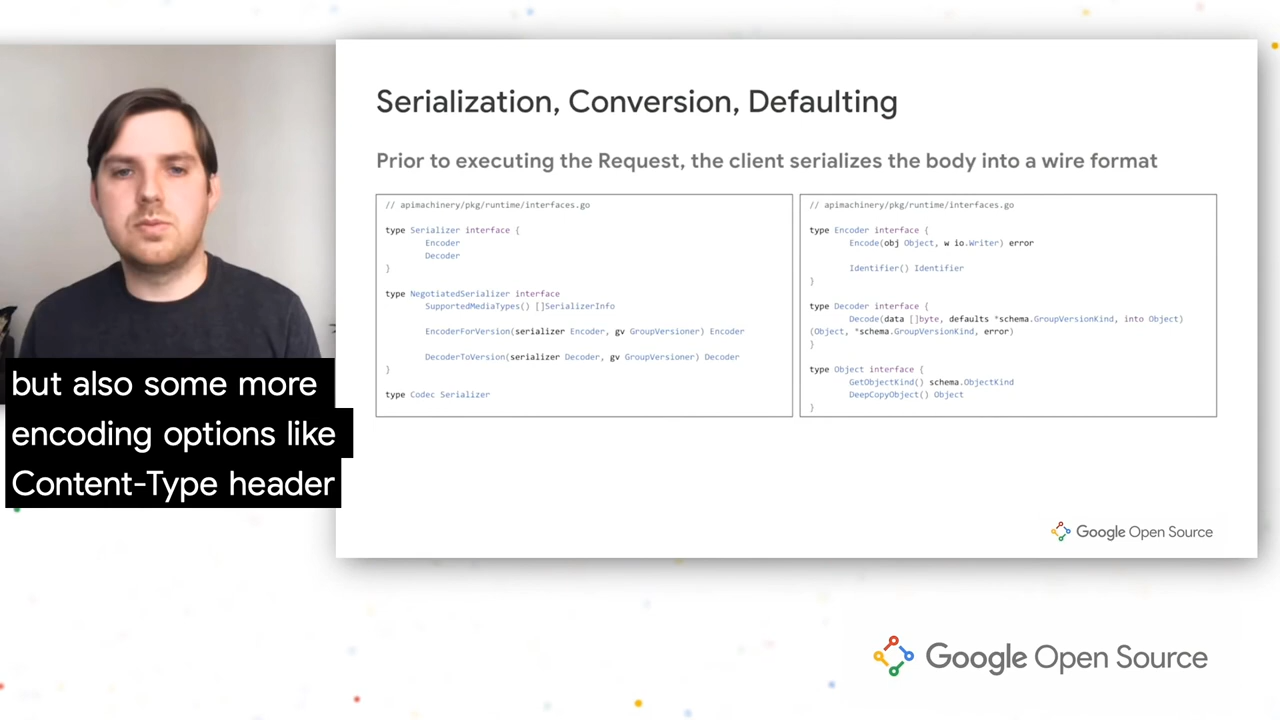 Serialization, Conversion, Defaulting
Prior to executing the Request, the client serializes the body into a wire format
// apimachinery/pkg/runtime/interfaces.go
type Serializer interface {
Encoder
Decoder
}
type NegotiatedSerializer interface
SupportedMediaTypes() []SerializerInfo
EncoderForVersion(serializer Encoder, gv GroupVersioner) Encoder
DecoderToVersion(serializer Decoder, gv GroupVersioner) Decoder
}
type Codec Serializer
// apimachinery/pkg/runtime/interfaces.go
type Encoder interface {
Encode(obj Object, w io.Writer) error
Identifier() Identifier
}
type Decoder interface {
Decode(data []byte, defaults *schema.GroupVersionKind, into Object)
(Object, *schema.GroupVersionKind, error)
}
type Object interface {
GetObjectKind() schema.ObjectKind
DeepCopyObject() Object
}
but also some more
encoding options like
Content-Type header
Google Open Source
Google Open Source